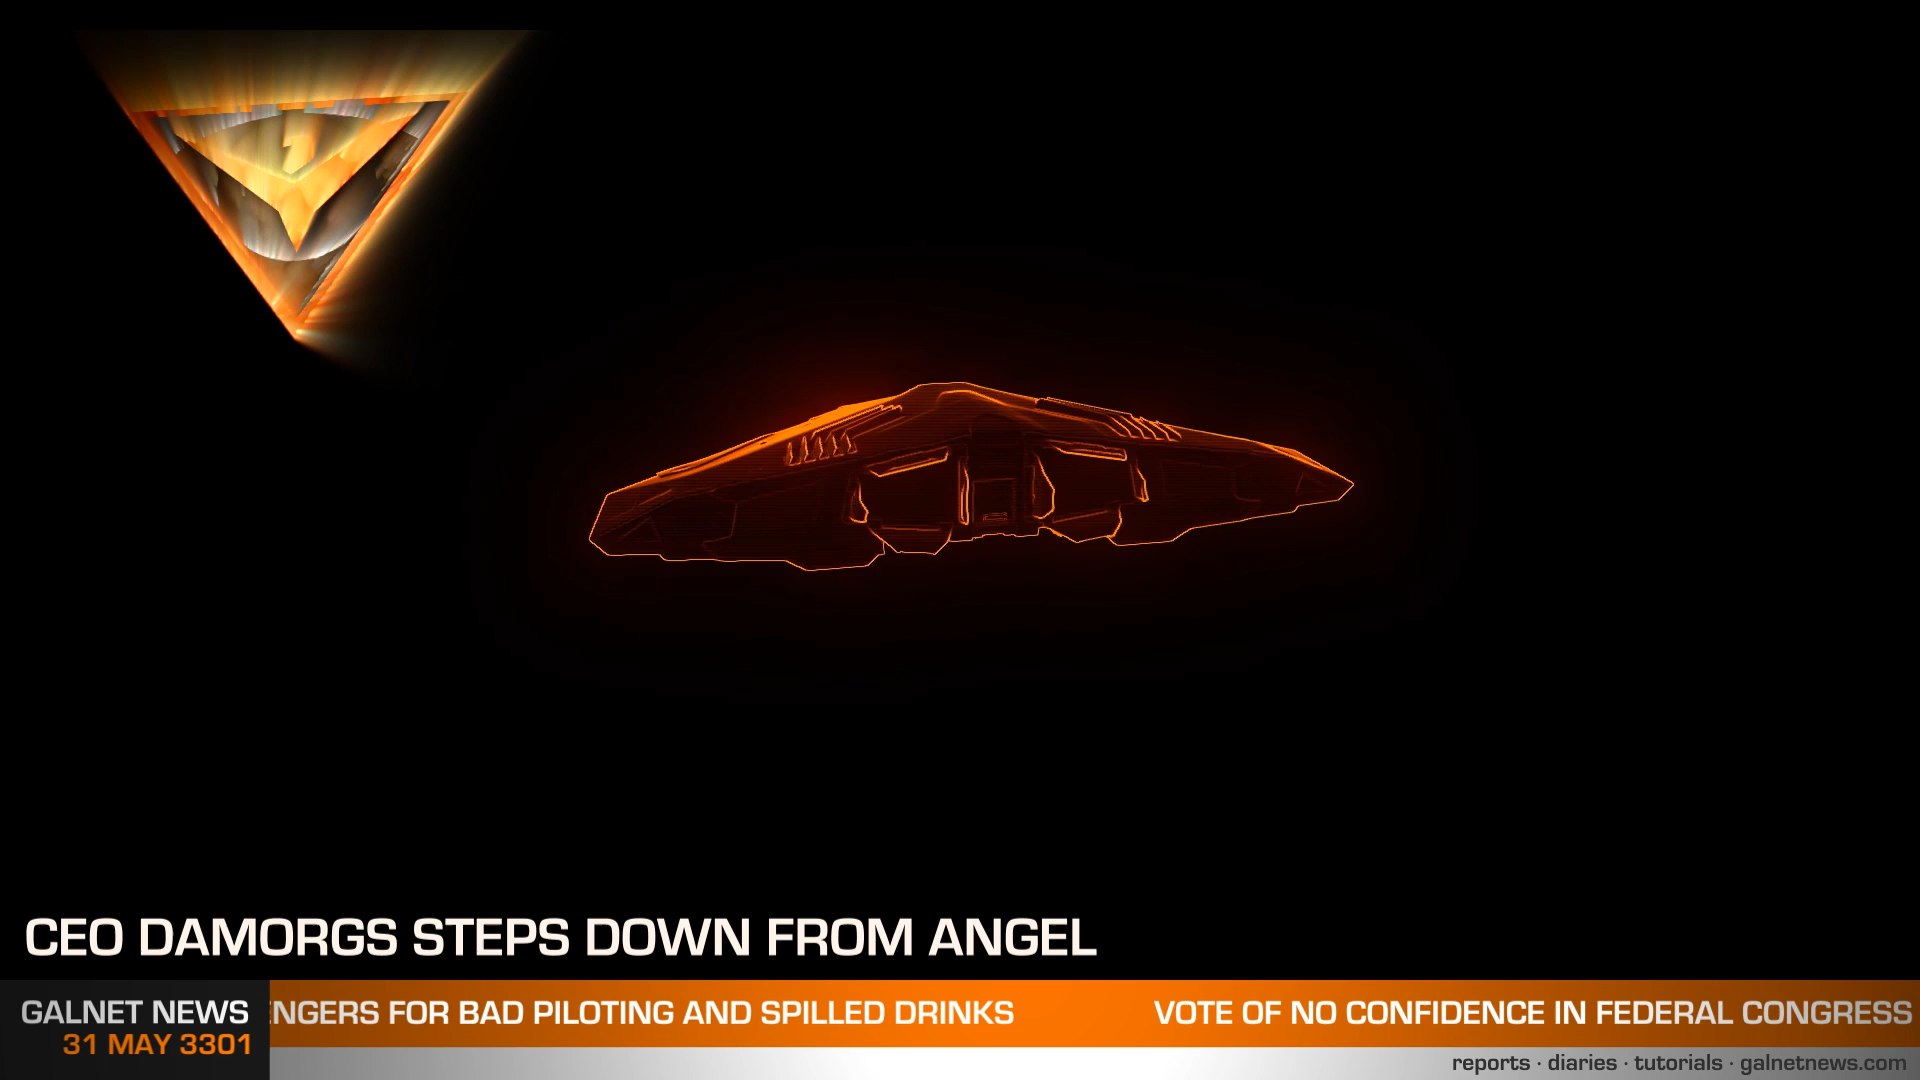 CEO DAMORGS STEPS DOWN FROM ANGEL
GALNET NEWS
31 MAY 3301
ENGERS FOR BAD PILOTING AND SPILLED DRINKS
VOTE OF NO CONFIDENCE IN FEDERAL CONGRESS
reports · diaries · tutorials · galnetnews.com